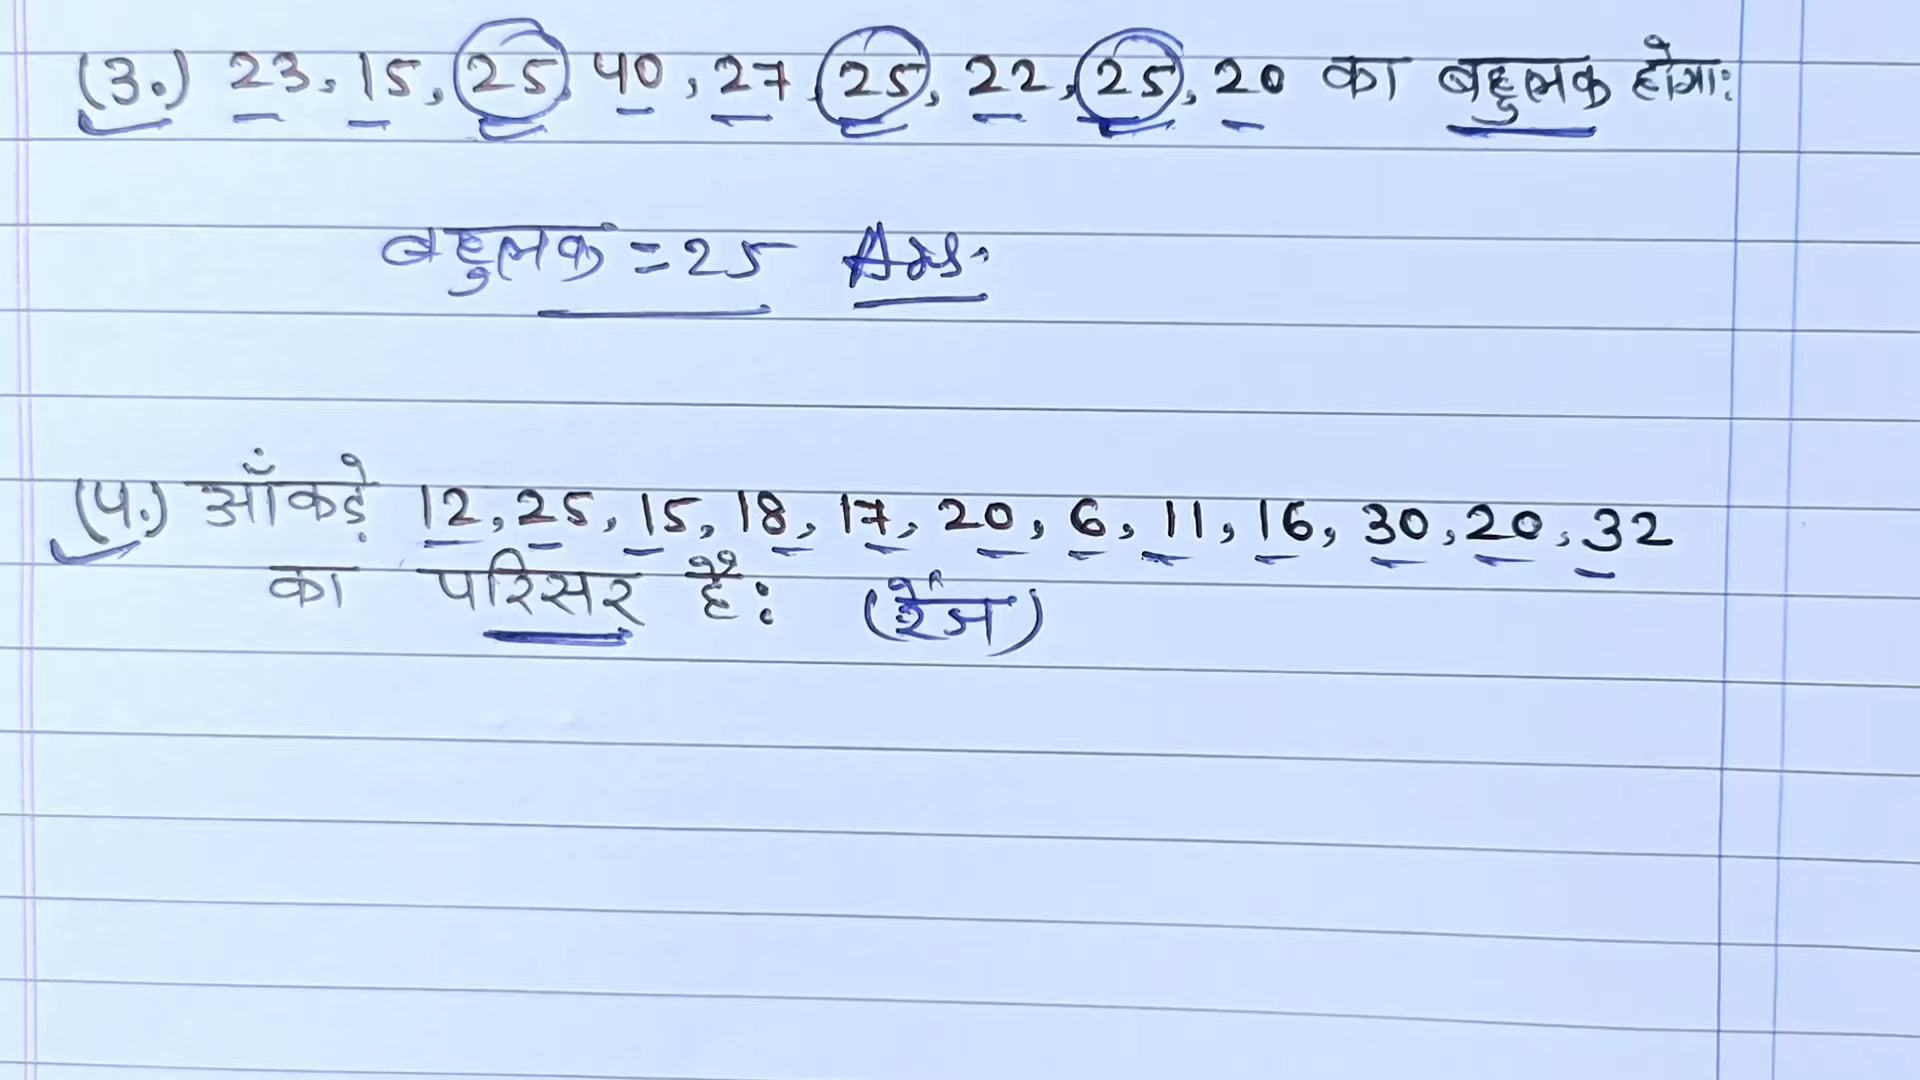 (3.) 23, 15, 25, 40, 27, 25, 22, 25, 20 का बहुलक होगा:
बहुलक = 25 Ans.
(4.) आँकड़े 12, 25, 15, 18, 17, 20, 6, 11, 16, 30, 20, 32
का परिसर है: (रेंज)